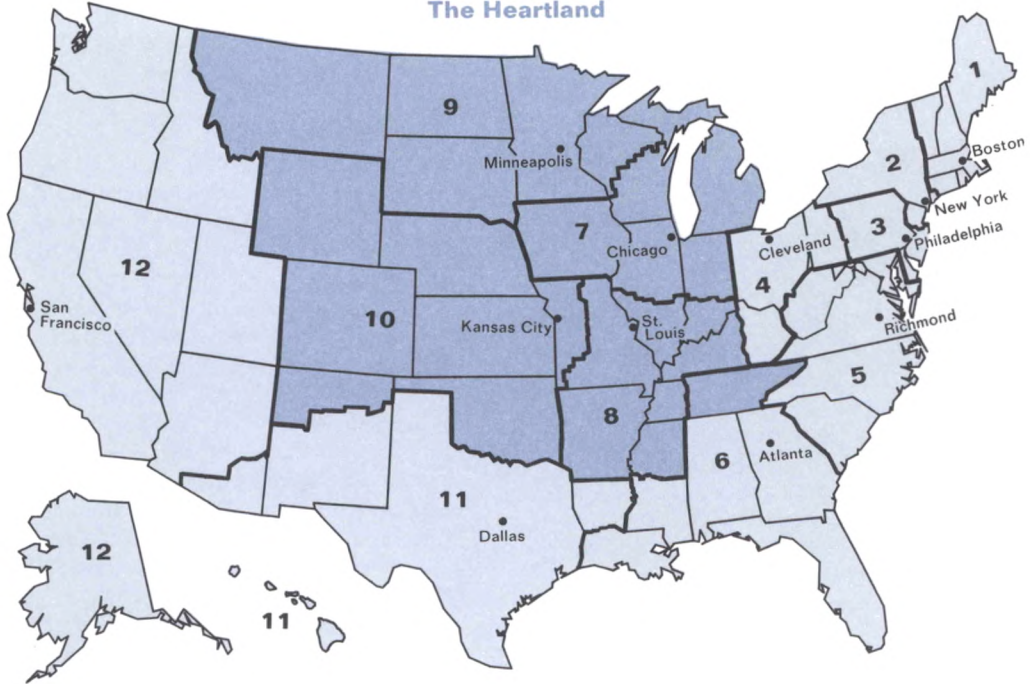 The Heartland
1
9
2
Boston
Minneapolis
New York
3
7
Philadelphia
Chicago
Cleveland
12
4
San
Francisco
10
Kansas City
St.
Louis
Richmond
5
8
6
Atlanta
11
Dallas
12
11